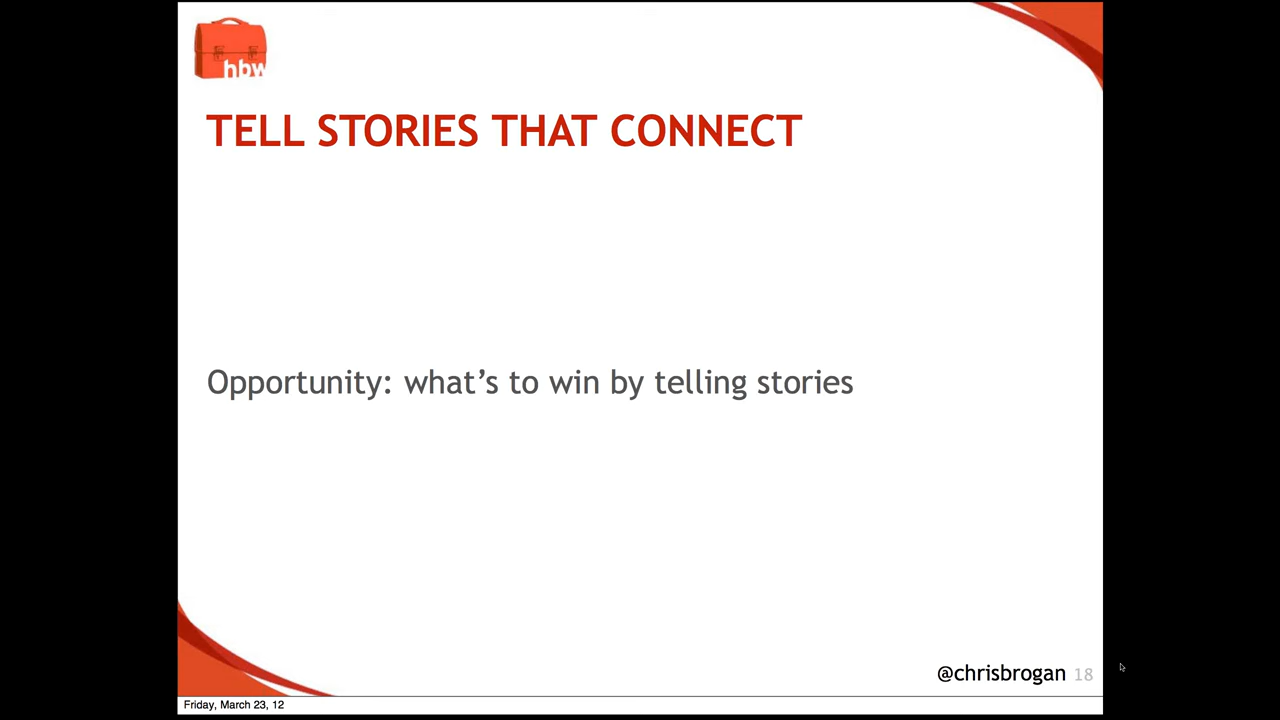 hbw
TELL STORIES THAT CONNECT
Opportunity: what’s to win by telling stories
@chrisbrogan 18
Friday, March 23, 12